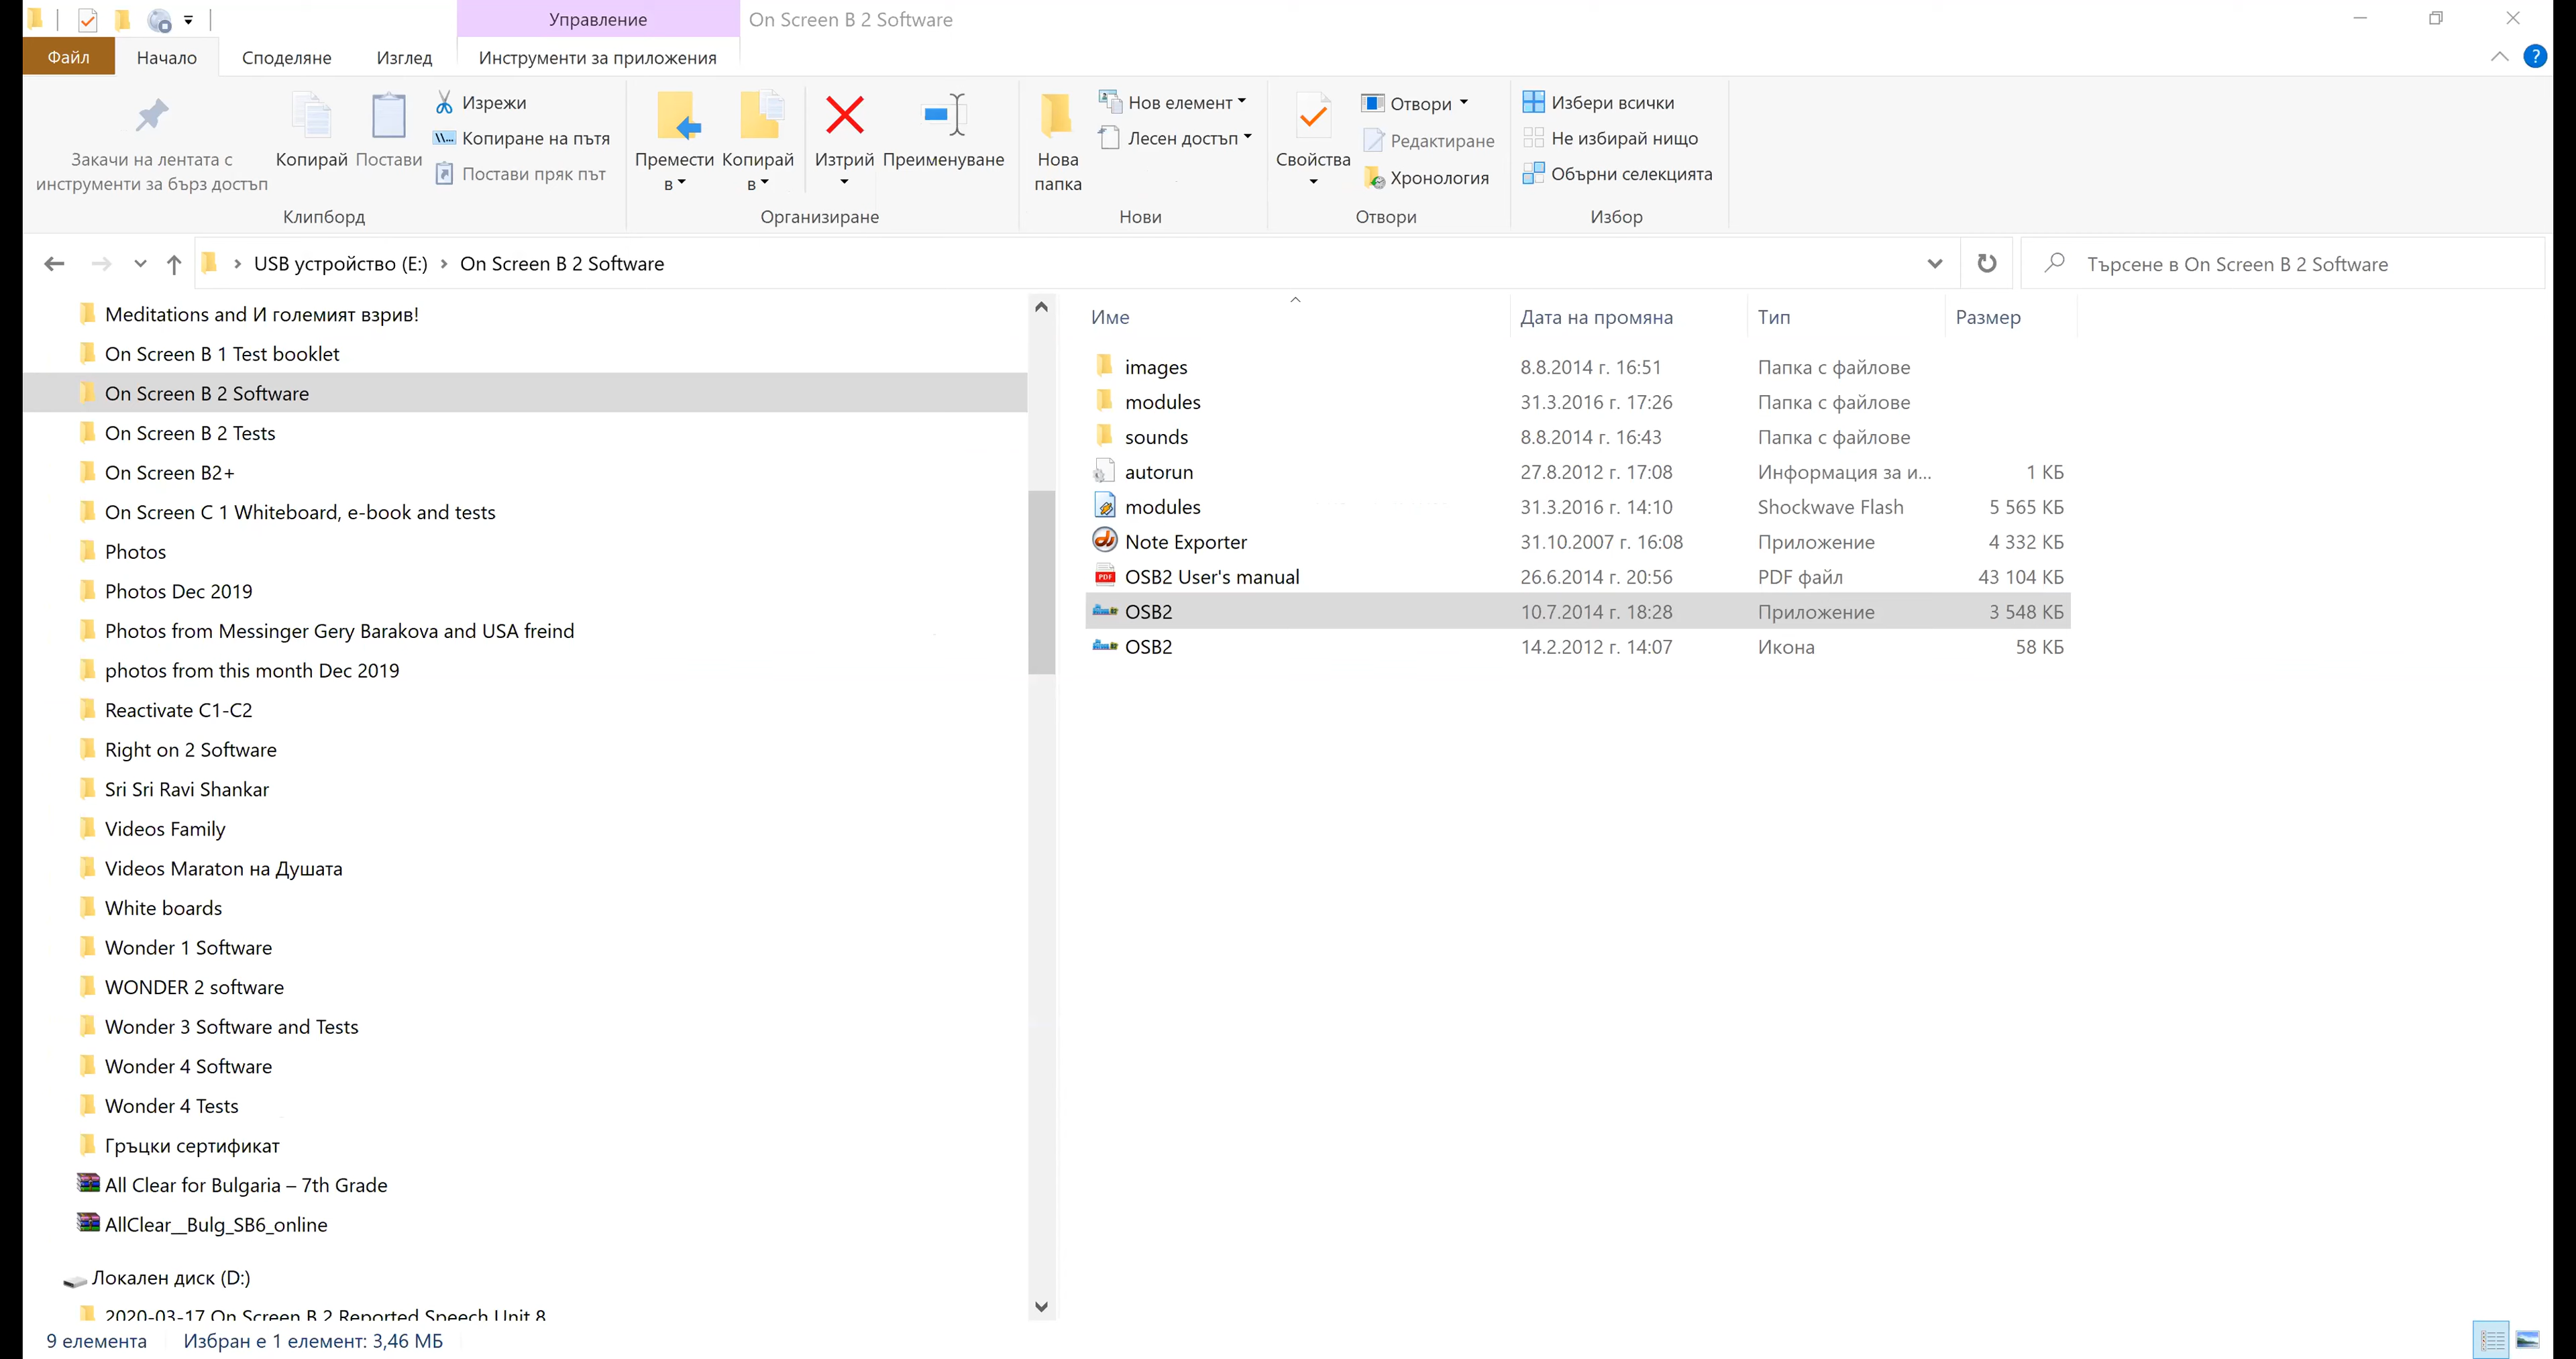 Управление
On Screen B 2 Software
Файл
Начало
Споделяне
Изглед
Инструменти за приложения
?
Закачи на лентата с
инструменти за бърз достъп
Копирай
Постави
Изрежи
Копиране на пътя
Постави пряк път
Клипборд
Премести
в
Копирай
в
Изтрий
Преименуване
Организиране
Нова
папка
Нов елемент
Лесен достъп
Нови
Свойства
Отвори
Редактиране
Хронология
Отвори
Избери всички
Не избирай нищо
Обърни селекцията
Избор
USB устройство (E:) › On Screen B 2 Software
Търсене в On Screen B 2 Software
Meditations and И големият взрив!
On Screen B 1 Test booklet
On Screen B 2 Software
On Screen B 2 Tests
On Screen B2+
On Screen C 1 Whiteboard, e-book and tests
Photos
Photos Dec 2019
Photos from Messinger Gery Barakova and USA freind
photos from this month Dec 2019
Reactivate C1-C2
Right on 2 Software
Sri Sri Ravi Shankar
Videos Family
Videos Maraton на Душата
White boards
Wonder 1 Software
WONDER 2 software
Wonder 3 Software and Tests
Wonder 4 Software
Wonder 4 Tests
Гръцки сертификат
All Clear for Bulgaria – 7th Grade
AllClear__Bulg_SB6_online
Локален диск (D:)
2020-03-17 On Screen B 2 Reported Speech Unit 8
Име Дата на промяна Тип Размер
images 8.8.2014 г. 16:51 Папка с файлове
modules 31.3.2016 г. 17:26 Папка с файлове
sounds 8.8.2014 г. 16:43 Папка с файлове
autorun 27.8.2012 г. 17:08 Информация за и... 1 КБ
modules 31.3.2016 г. 14:10 Shockwave Flash 5 565 КБ
Note Exporter 31.10.2007 г. 16:08 Приложение 4 332 КБ
PDF OSB2 User's manual 26.6.2014 г. 20:56 PDF файл 43 104 КБ
OSB2 10.7.2014 г. 18:28 Приложение 3 548 КБ
OSB2 14.2.2012 г. 14:07 Икона 58 КБ
9 елемента Избран е 1 елемент: 3,46 МБ